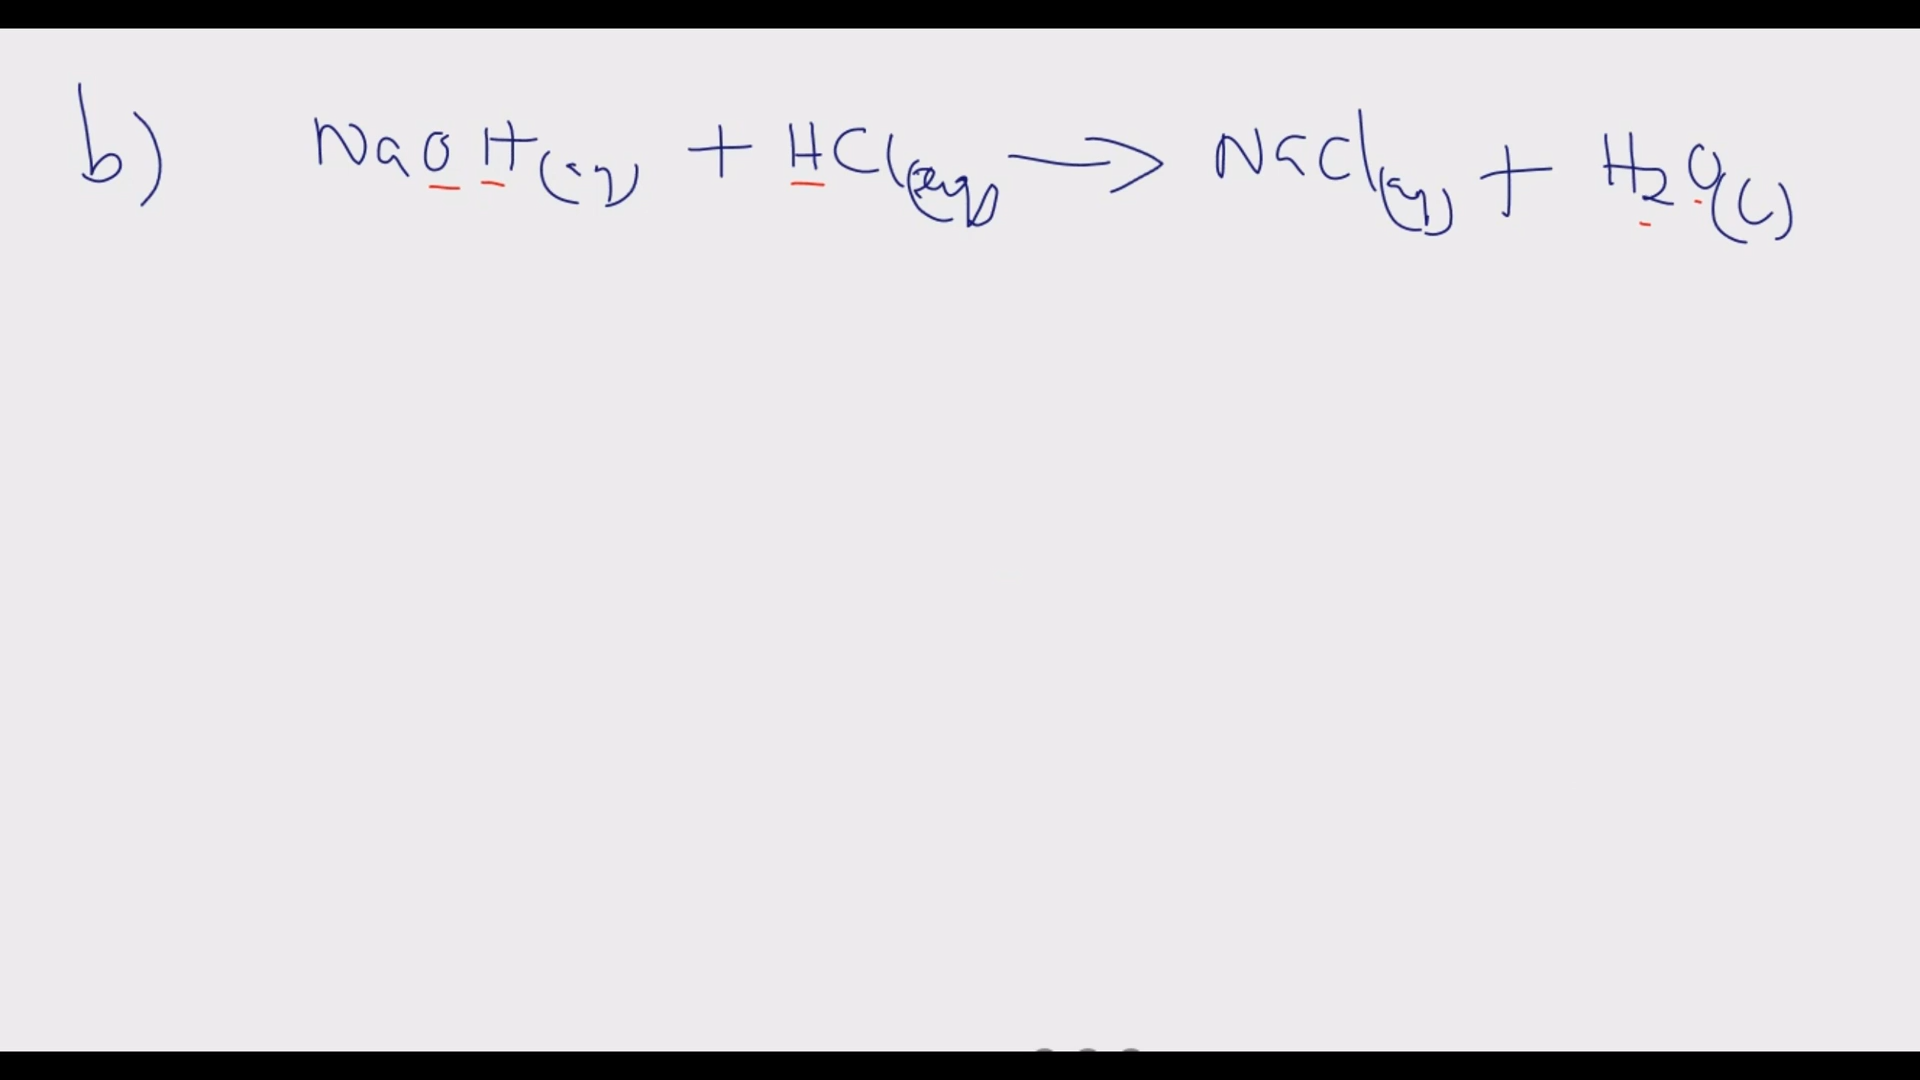 b) NaOH(aq) + HCl(aq) → NaCl(aq) + H₂O(l)